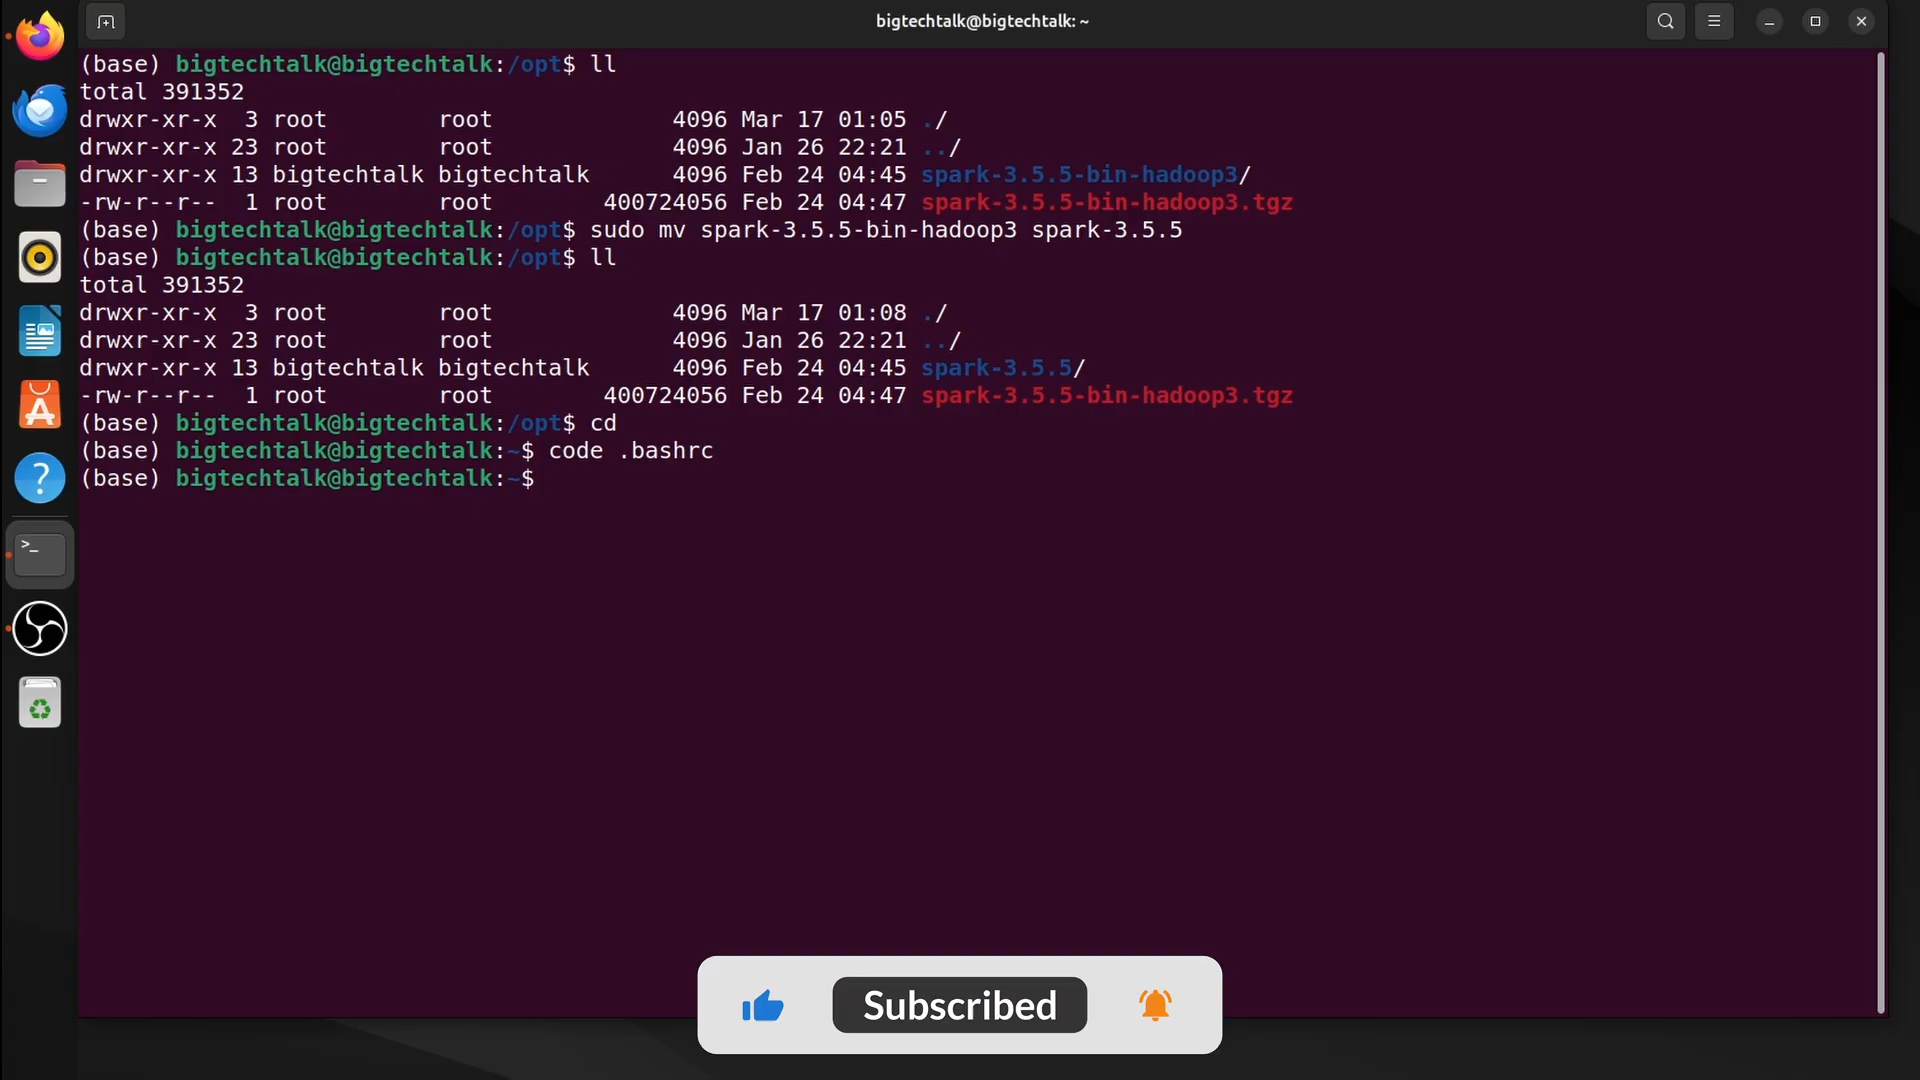 bigtechtalk@bigtechtalk: ~
(base) bigtechtalk@bigtechtalk:/opt$ ll
total 391352
drwxr-xr-x  3 root        root             4096 Mar 17 01:05 ./
drwxr-xr-x 23 root        root             4096 Jan 26 22:21 ../
drwxr-xr-x 13 bigtechtalk bigtechtalk      4096 Feb 24 04:45 spark-3.5.5-bin-hadoop3/
-rw-r--r--  1 root        root        400724056 Feb 24 04:47 spark-3.5.5-bin-hadoop3.tgz
(base) bigtechtalk@bigtechtalk:/opt$ sudo mv spark-3.5.5-bin-hadoop3 spark-3.5.5
(base) bigtechtalk@bigtechtalk:/opt$ ll
total 391352
drwxr-xr-x  3 root        root             4096 Mar 17 01:08 ./
drwxr-xr-x 23 root        root             4096 Jan 26 22:21 ../
drwxr-xr-x 13 bigtechtalk bigtechtalk      4096 Feb 24 04:45 spark-3.5.5/
-rw-r--r--  1 root        root        400724056 Feb 24 04:47 spark-3.5.5-bin-hadoop3.tgz
(base) bigtechtalk@bigtechtalk:/opt$ cd
(base) bigtechtalk@bigtechtalk:~$ code .bashrc
(base) bigtechtalk@bigtechtalk:~$
Subscribed